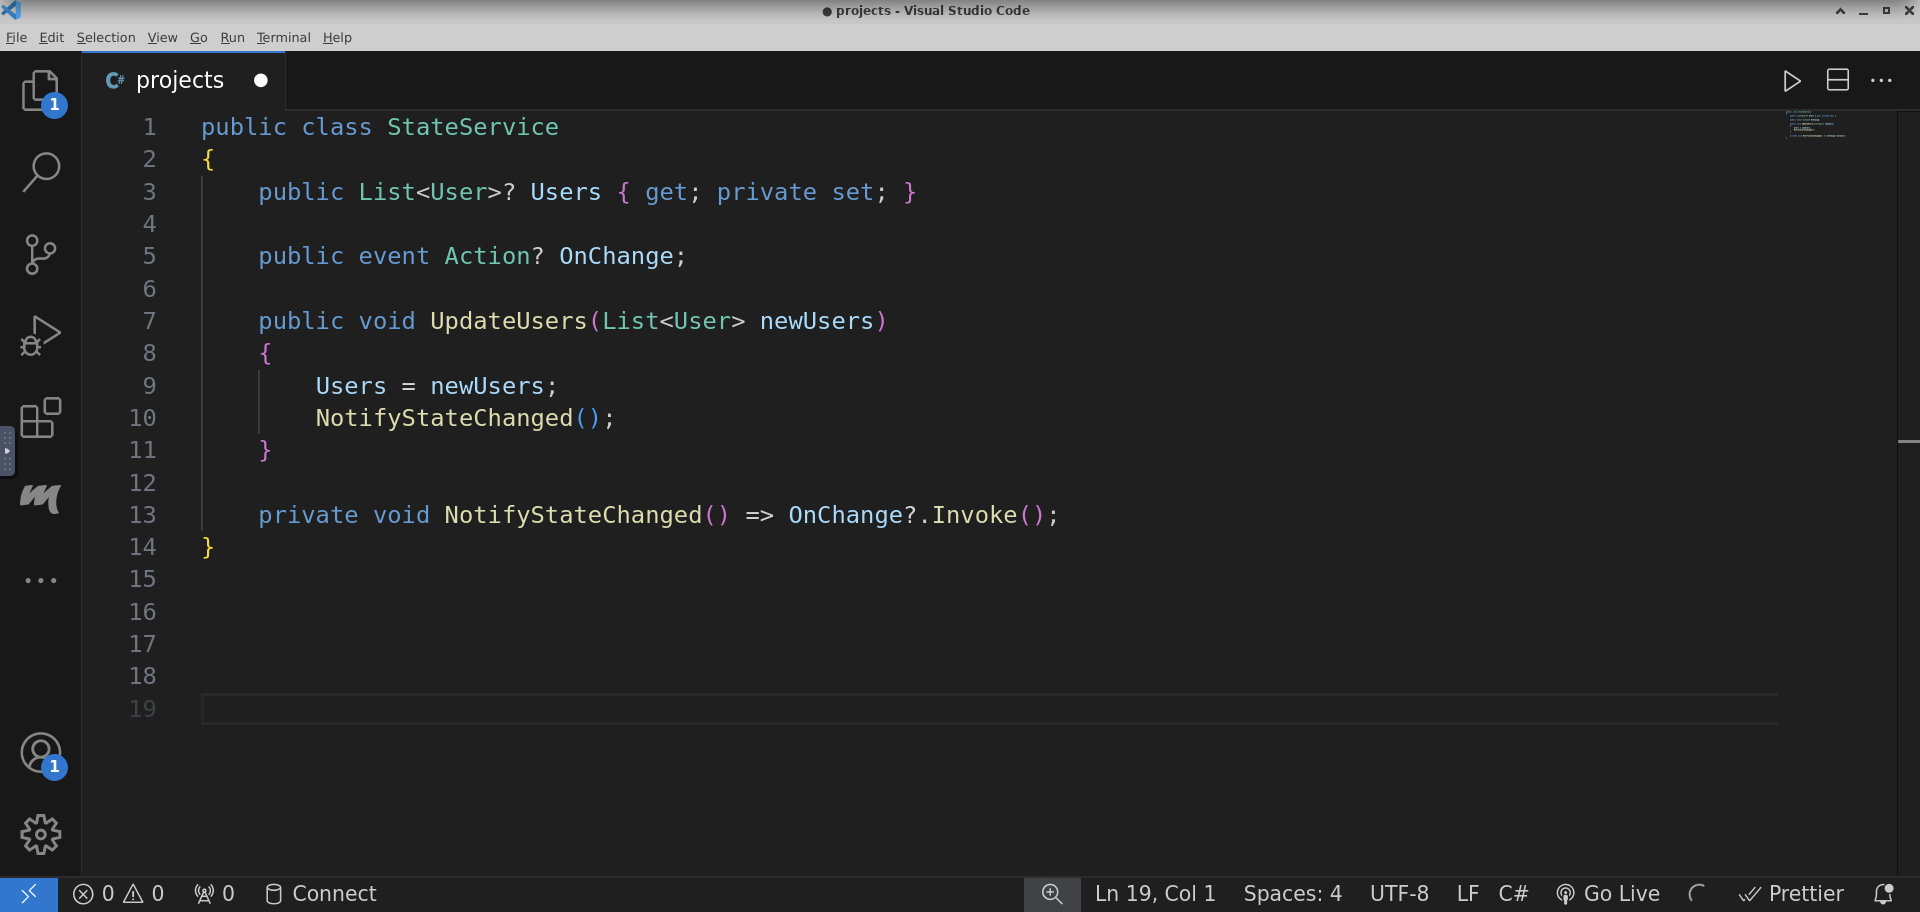 ● projects - Visual Studio Code
File Edit Selection View Go Run Terminal Help
C# projects
1 public class StateService
2 {
3 public List<User>? Users { get; private set; }
4
5 public event Action? OnChange;
6
7 public void UpdateUsers(List<User> newUsers)
8 {
9 Users = newUsers;
10 NotifyStateChanged();
11 }
12
13 private void NotifyStateChanged() => OnChange?.Invoke();
14 }
15
16
17
18
19
1
1
0 0 0 Connect Ln 19, Col 1 Spaces: 4 UTF-8 LF C# Go Live Prettier